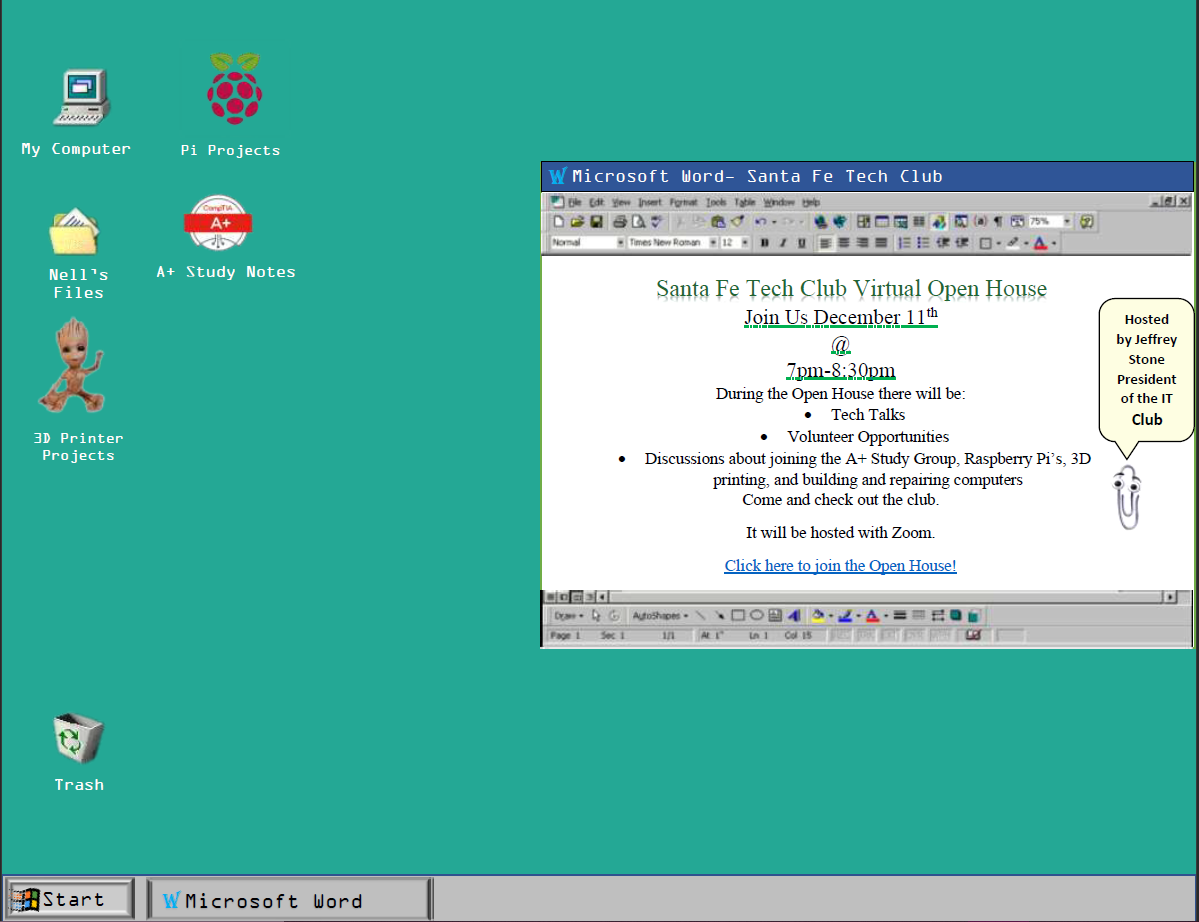 My Computer
Pi Projects
CompTIA
A+
Nell's
Files
A+ Study Notes
3D Printer
Projects
Trash
Microsoft Word- Santa Fe Tech Club
File Edit View Insert Format Tools Table Window Help
75%
Normal Times New Roman 12 B I U
Santa Fe Tech Club Virtual Open House
Join Us December 11th
@
7pm-8:30pm
During the Open House there will be:
• Tech Talks
• Volunteer Opportunities
• Discussions about joining the A+ Study Group, Raspberry Pi's, 3D
printing, and building and repairing computers
Come and check out the club.
It will be hosted with Zoom.
Click here to join the Open House!
Hosted
by Jeffrey
Stone
President
of the IT
Club
Draw AutoShapes
Page 1 Sec 1 1/1 At 1" Ln 1 Col 15
Start
Microsoft Word